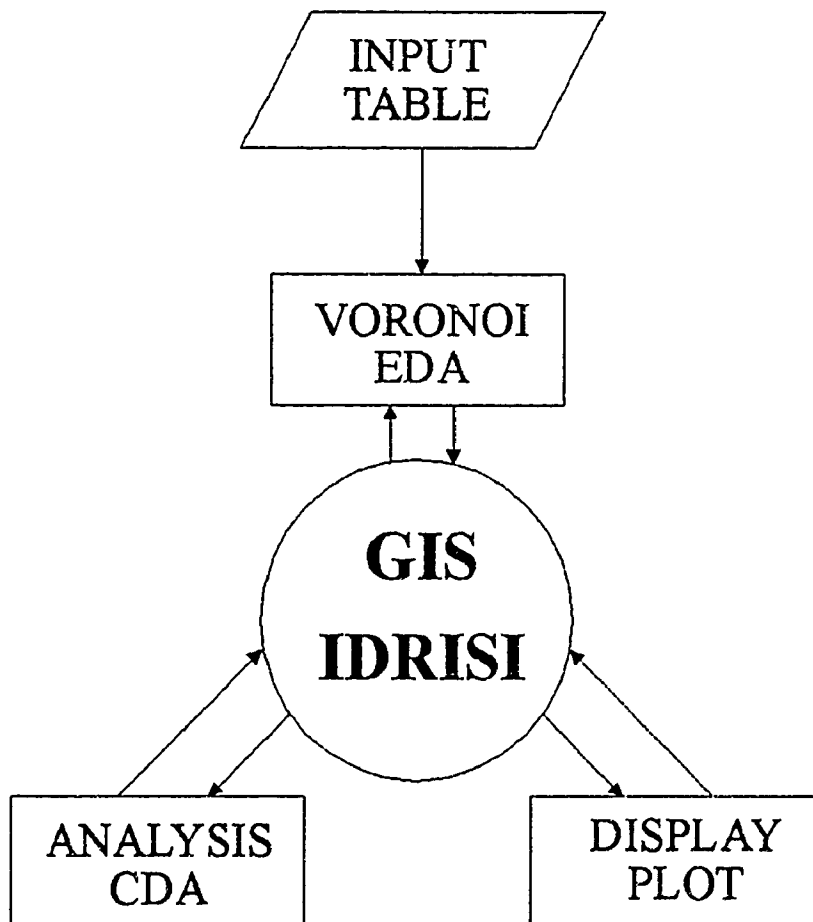 INPUT
TABLE
VORONOI
EDA
GIS
IDRISI
ANALYSIS
CDA
DISPLAY
PLOT